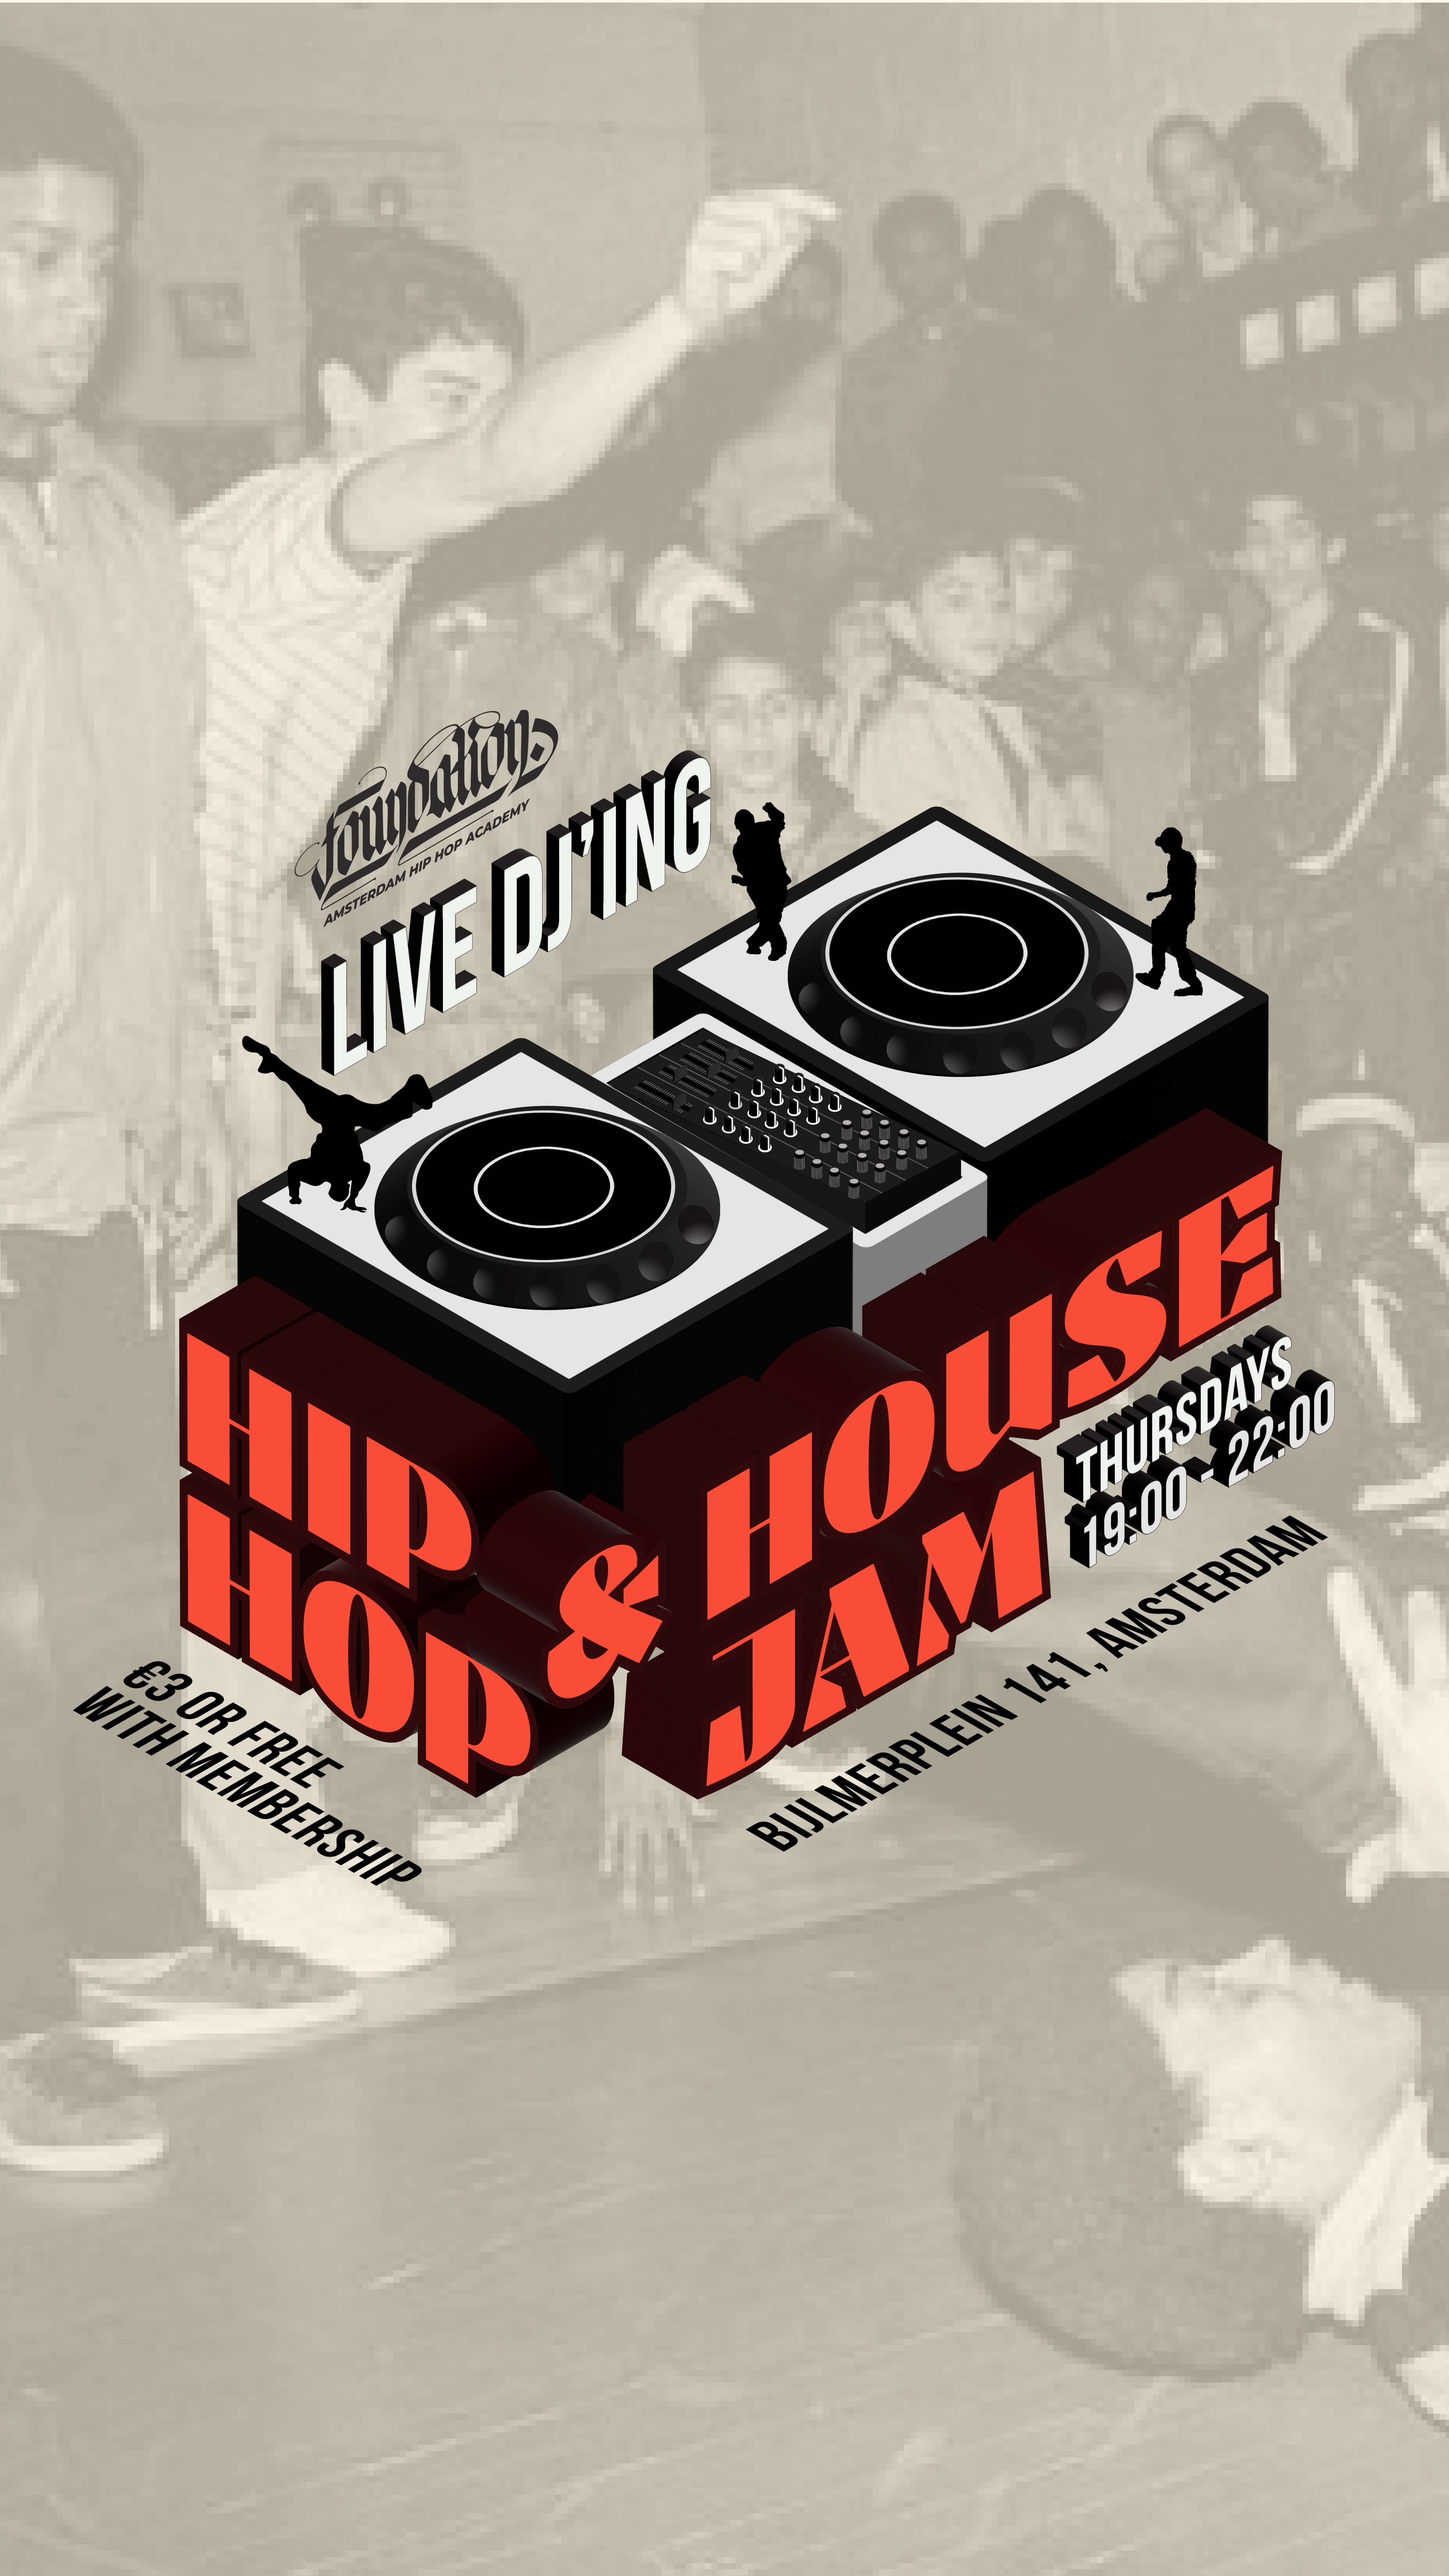 foundation
AMSTERDAM HIP HOP ACADEMY
LIVE DJ'ING
HIP
HOP
&
HOUSE
JAM
THURSDAYS
19:00 - 22:00
€3 OR FREE
WITH MEMBERSHIP
BIJLMERPLEIN 141, AMSTERDAM